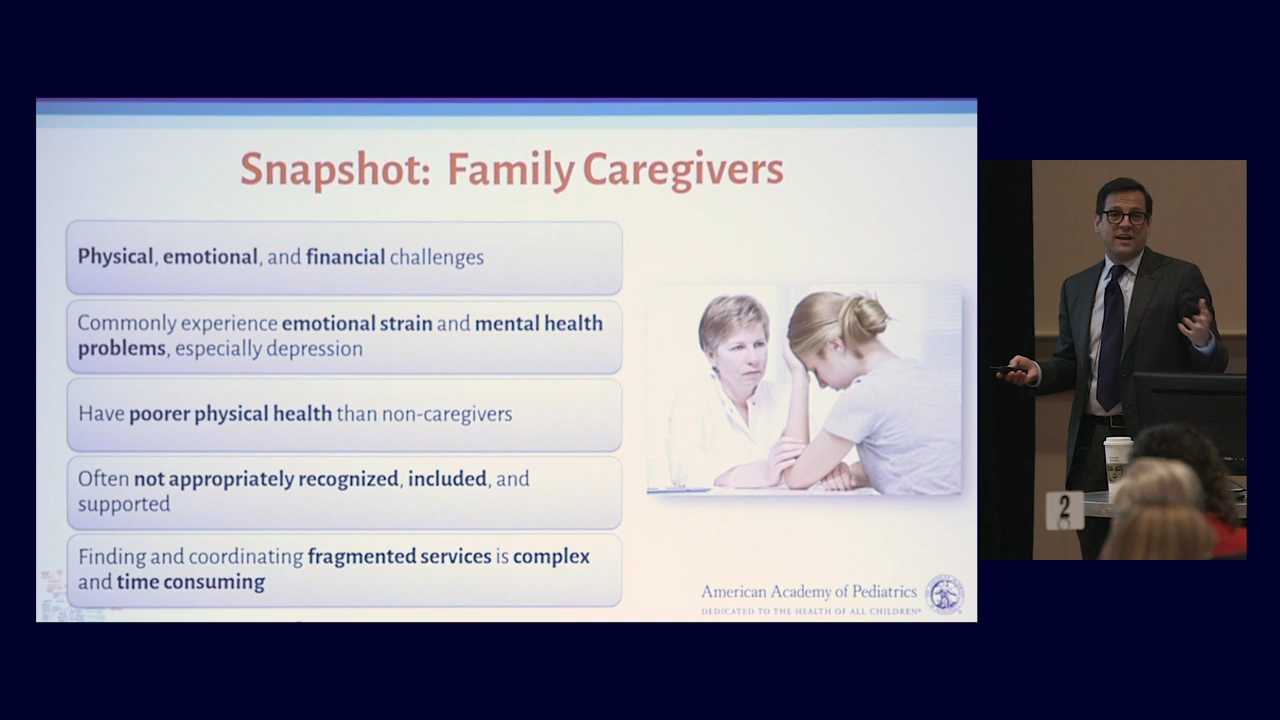 Snapshot:  Family Caregivers
Physical, emotional, and financial challenges
Commonly experience emotional strain and mental health
problems, especially depression
Have poorer physical health than non-caregivers
Often not appropriately recognized, included, and
supported
Finding and coordinating fragmented services is complex
and time consuming
American Academy of Pediatrics
DEDICATED TO THE HEALTH OF ALL CHILDREN®
2